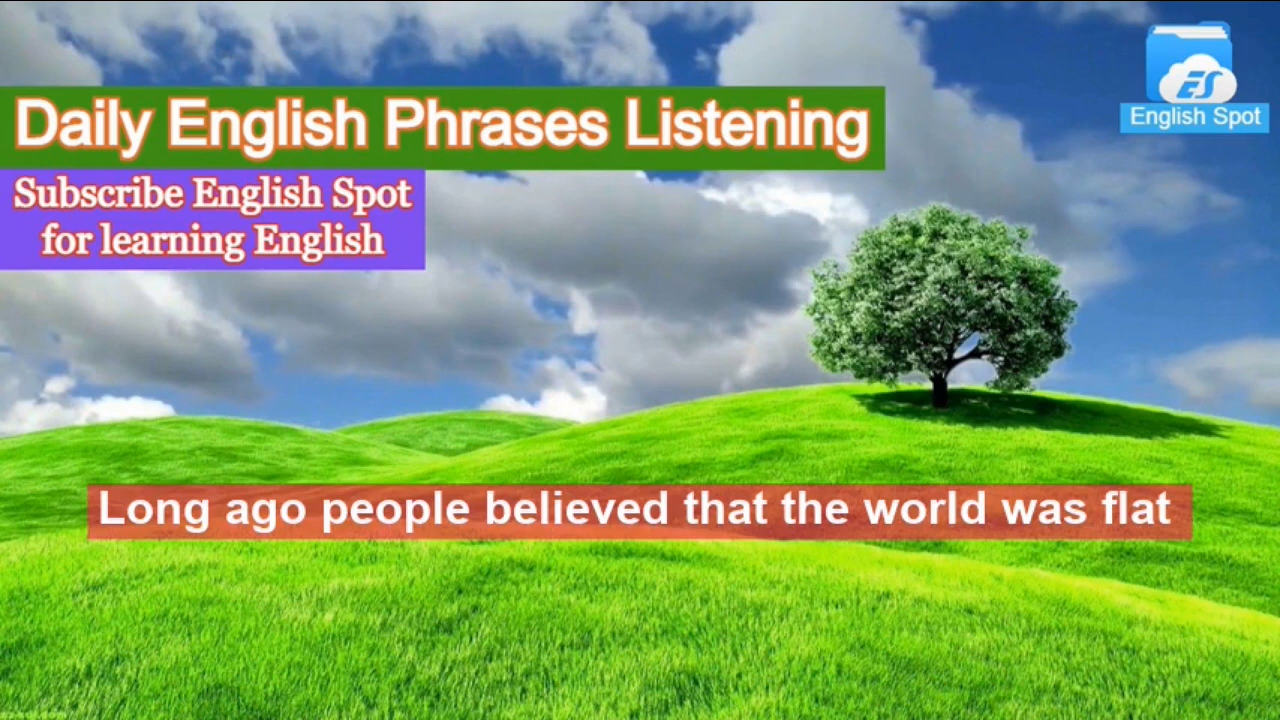 Daily English Phrases Listening
Subscribe English Spot
for learning English
ES
English Spot
Long ago people believed that the world was flat